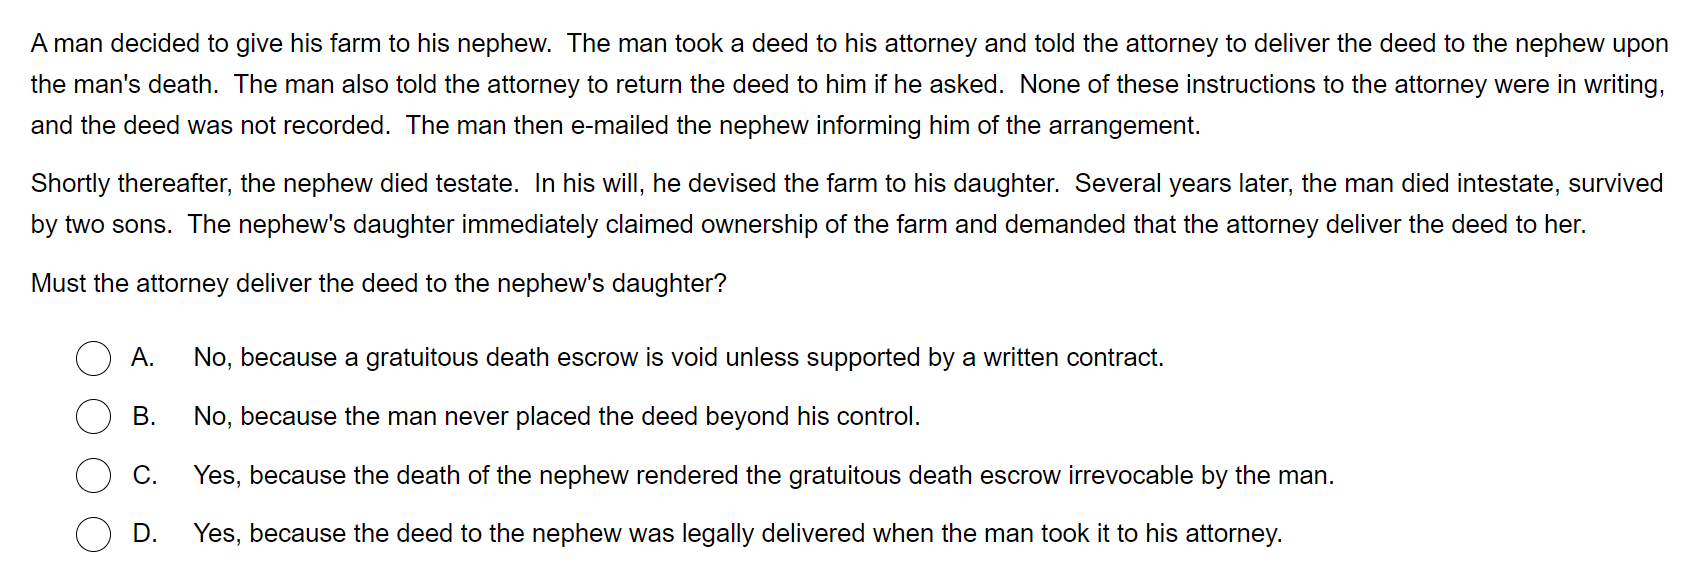 A man decided to give his farm to his nephew.  The man took a deed to his attorney and told the attorney to deliver the deed to the nephew upon
the man's death.  The man also told the attorney to return the deed to him if he asked.  None of these instructions to the attorney were in writing,
and the deed was not recorded.  The man then e-mailed the nephew informing him of the arrangement.
Shortly thereafter, the nephew died testate.  In his will, he devised the farm to his daughter.  Several years later, the man died intestate, survived
by two sons.  The nephew's daughter immediately claimed ownership of the farm and demanded that the attorney deliver the deed to her.
Must the attorney deliver the deed to the nephew's daughter?
A. No, because a gratuitous death escrow is void unless supported by a written contract.
B. No, because the man never placed the deed beyond his control.
C. Yes, because the death of the nephew rendered the gratuitous death escrow irrevocable by the man.
D. Yes, because the deed to the nephew was legally delivered when the man took it to his attorney.